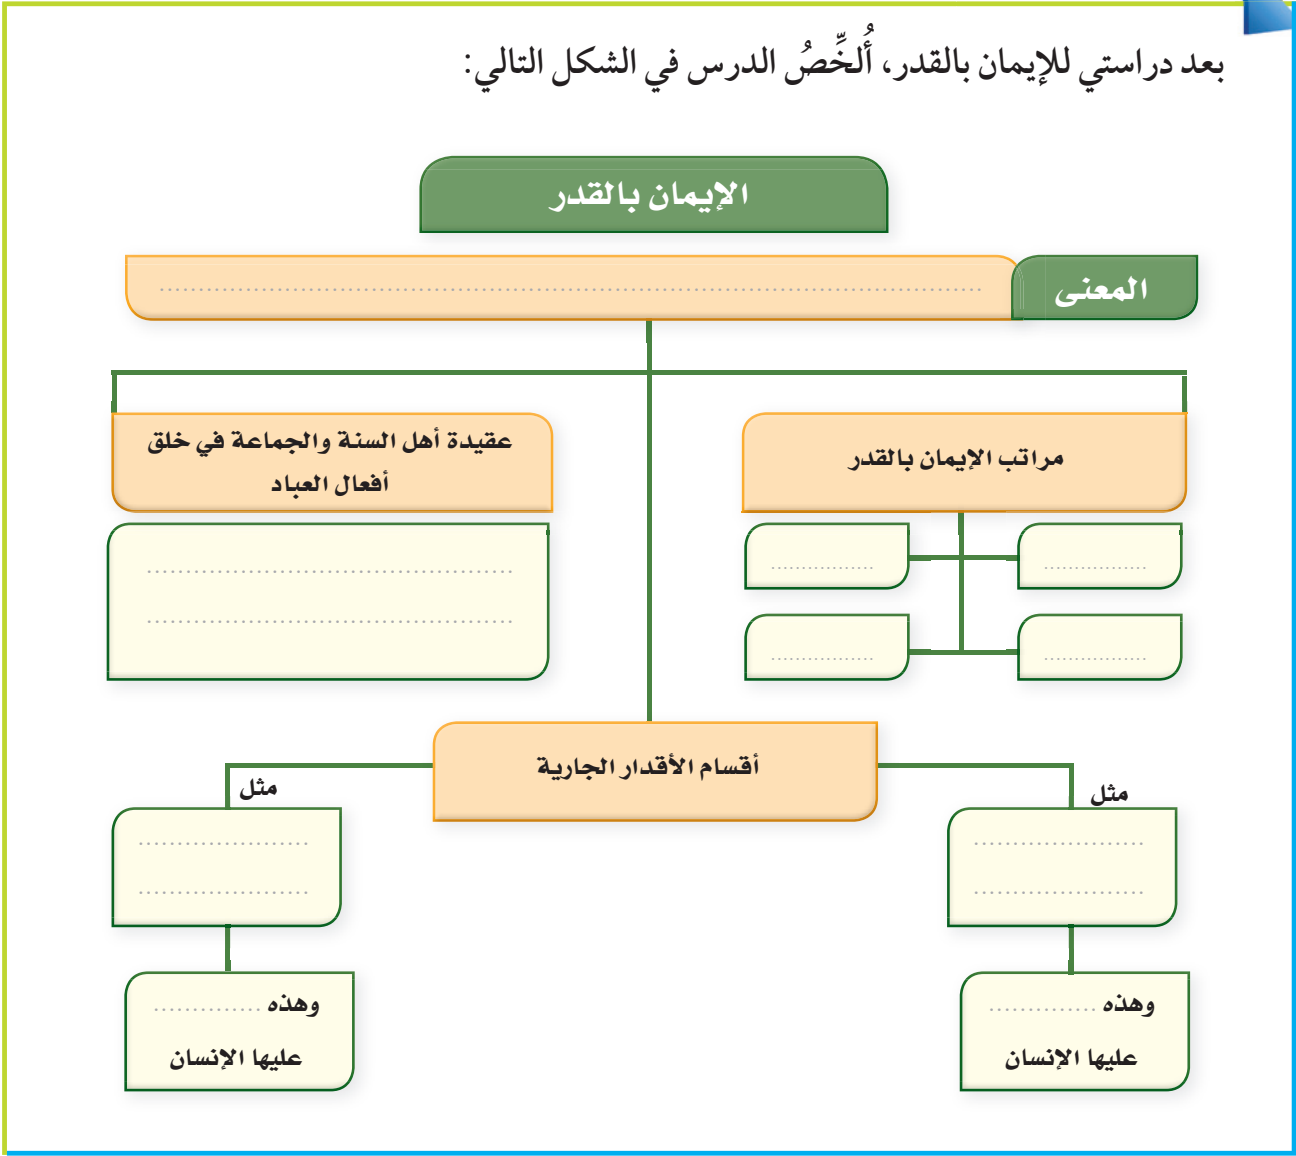 بعد دراستي للإيمان بالقدر، أُلخِّصُ الدرس في الشكل التالي:
الإيمان بالقدر
المعنى ..........................................................................................................
مراتب الإيمان بالقدر
................ ................
................ ................
عقيدة أهل السنة والجماعة في خلق
أفعال العباد
...............................................
...............................................
أقسام الأقدار الجارية
مثل
......................
......................
وهذه ..............
عليها الإنسان
مثل
......................
......................
وهذه ..............
عليها الإنسان